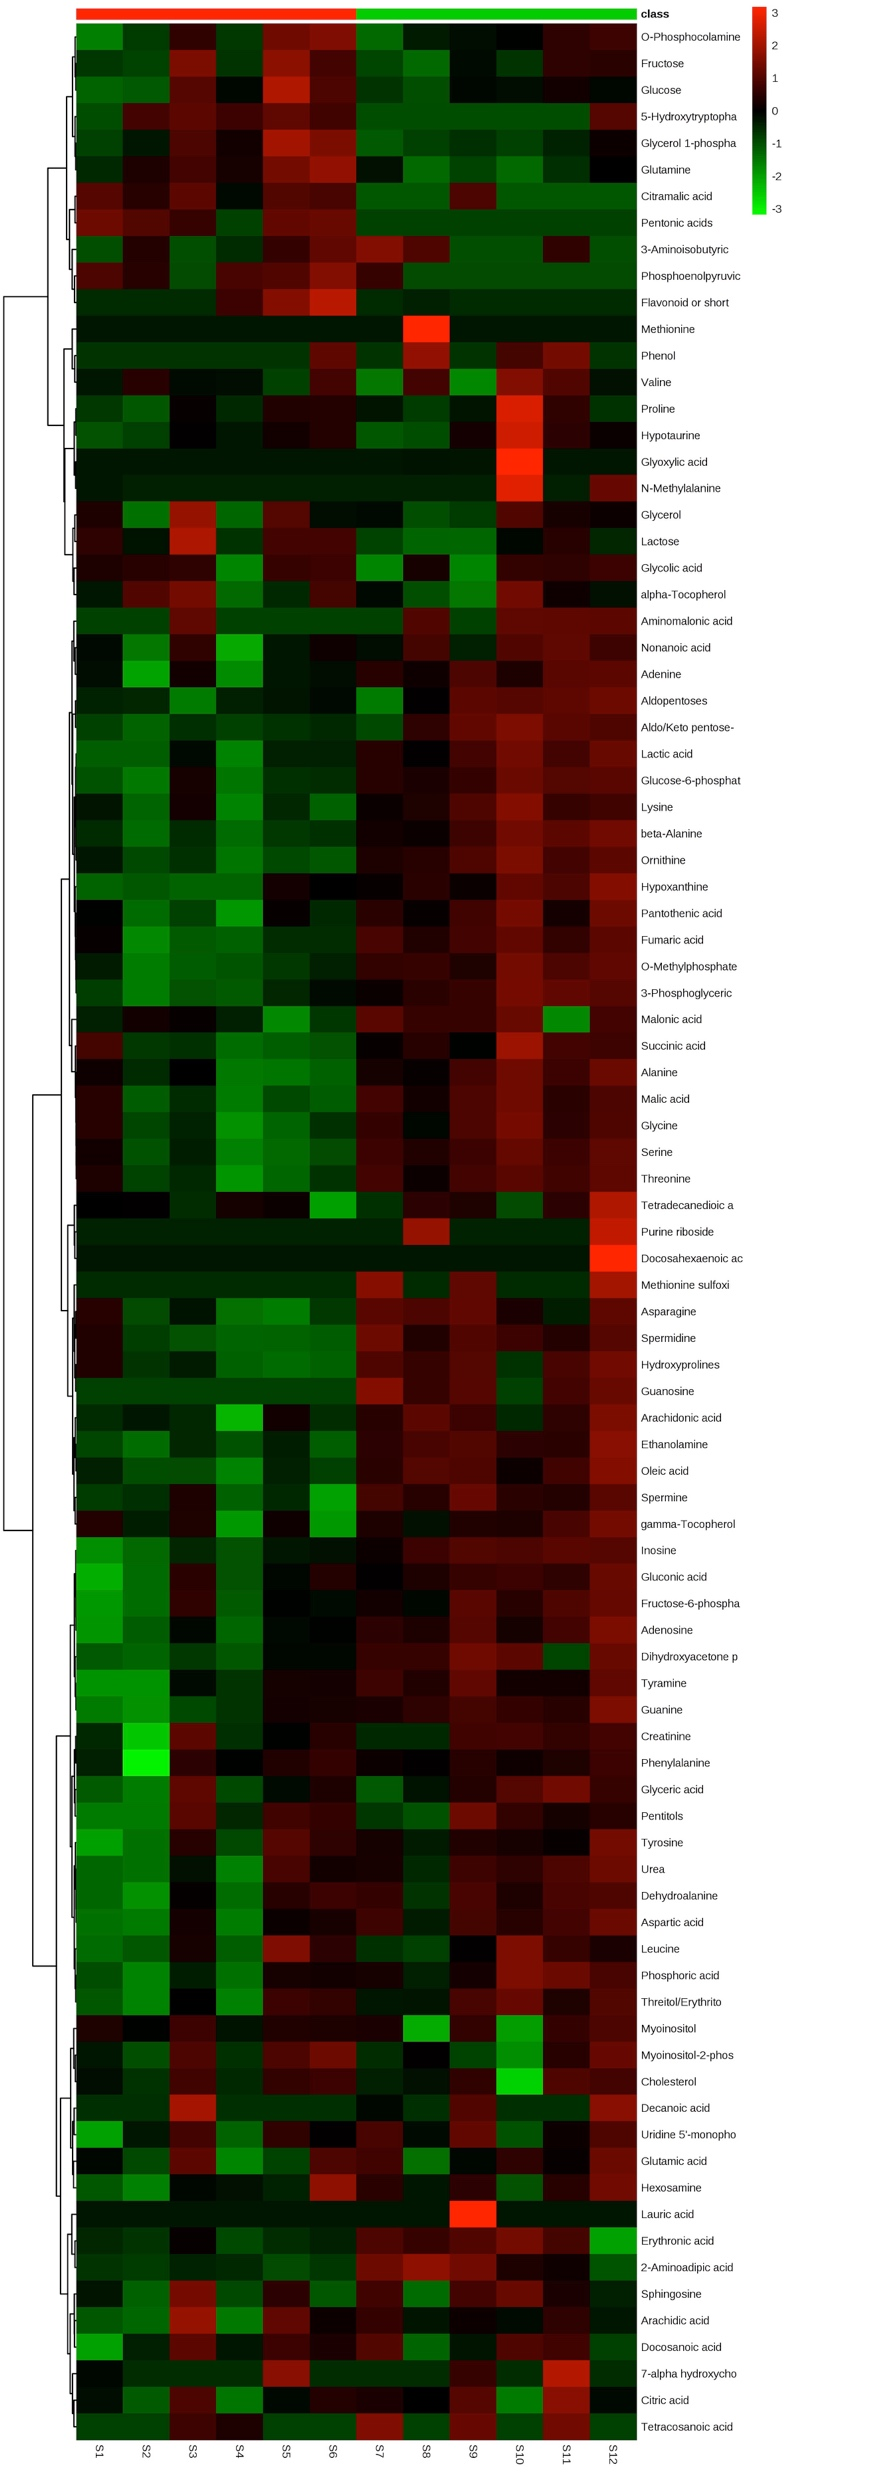 class
3
2
1
0
-1
-2
-3
O-Phosphocolamine
Fructose
Glucose
5-Hydroxytryptopha
Glycerol 1-phospha
Glutamine
Citramalic acid
Pentonic acids
3-Aminoisobutyric
Phosphoenolpyruvic
Flavonoid or short
Methionine
Phenol
Valine
Proline
Hypotaurine
Glyoxylic acid
N-Methylalanine
Glycerol
Lactose
Glycolic acid
alpha-Tocopherol
Aminomalonic acid
Nonanoic acid
Adenine
Aldopentoses
Aldo/Keto pentose-
Lactic acid
Glucose-6-phosphat
Lysine
beta-Alanine
Ornithine
Hypoxanthine
Pantothenic acid
Fumaric acid
O-Methylphosphate
3-Phosphoglyceric
Malonic acid
Succinic acid
Alanine
Malic acid
Glycine
Serine
Threonine
Tetradecanedioic a
Purine riboside
Docosahexaenoic ac
Methionine sulfoxi
Asparagine
Spermidine
Hydroxyprolines
Guanosine
Arachidonic acid
Ethanolamine
Oleic acid
Spermine
gamma-Tocopherol
Inosine
Gluconic acid
Fructose-6-phospha
Adenosine
Dihydroxyacetone p
Tyramine
Guanine
Creatinine
Phenylalanine
Glyceric acid
Pentitols
Tyrosine
Urea
Dehydroalanine
Aspartic acid
Leucine
Phosphoric acid
Threitol/Erythrito
Myoinositol
Myoinositol-2-phos
Cholesterol
Decanoic acid
Uridine 5'-monopho
Glutamic acid
Hexosamine
Lauric acid
Erythronic acid
2-Aminoadipic acid
Sphingosine
Arachidic acid
Docosanoic acid
7-alpha hydroxycho
Citric acid
Tetracosanoic acid
S1
S2
S3
S4
S5
S6
S7
S8
S9
S10
S11
S12